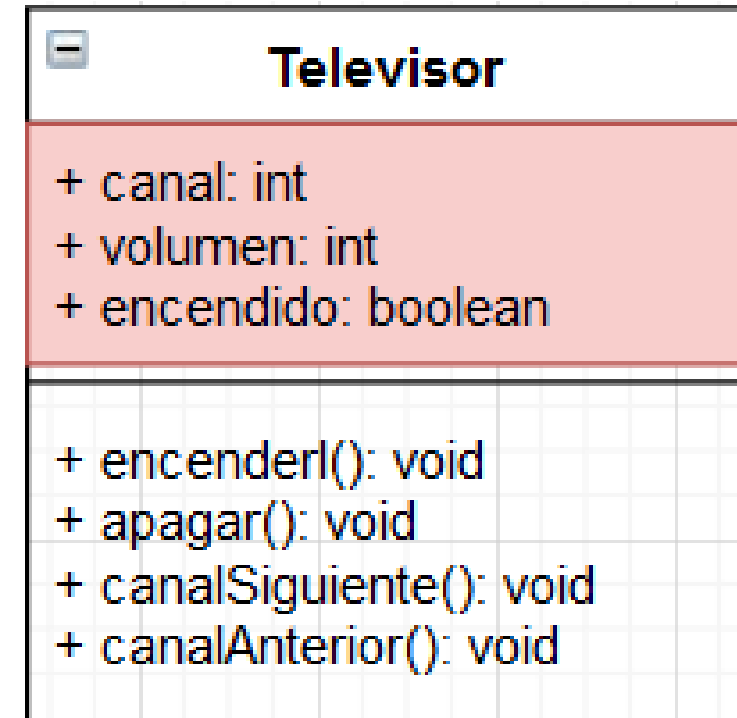 Televisor
+ canal: int
+ volumen: int
+ encendido: boolean
+ encenderl(): void
+ apagar(): void
+ canalSiguiente(): void
+ canalAnterior(): void